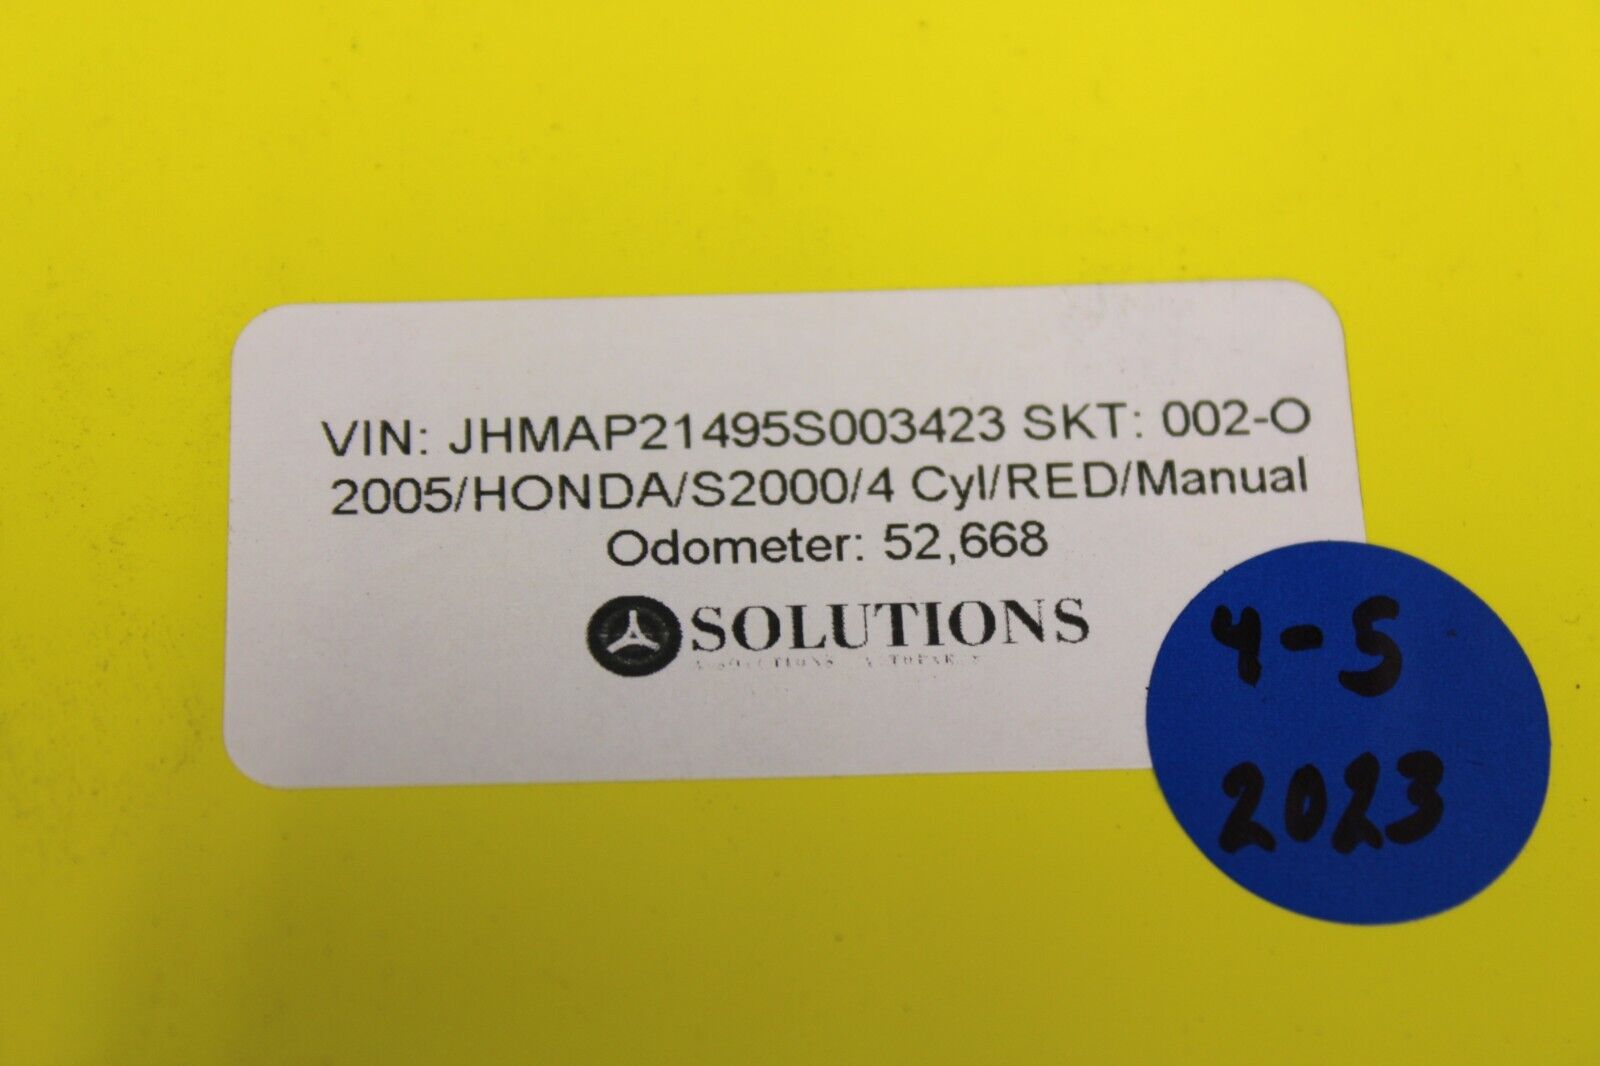 VIN: JHMAP21495S003423 SKT: 002-O
2005/HONDA/S2000/4 Cyl/RED/Manual
Odometer: 52,668
SOLUTIONS
4-5
2023